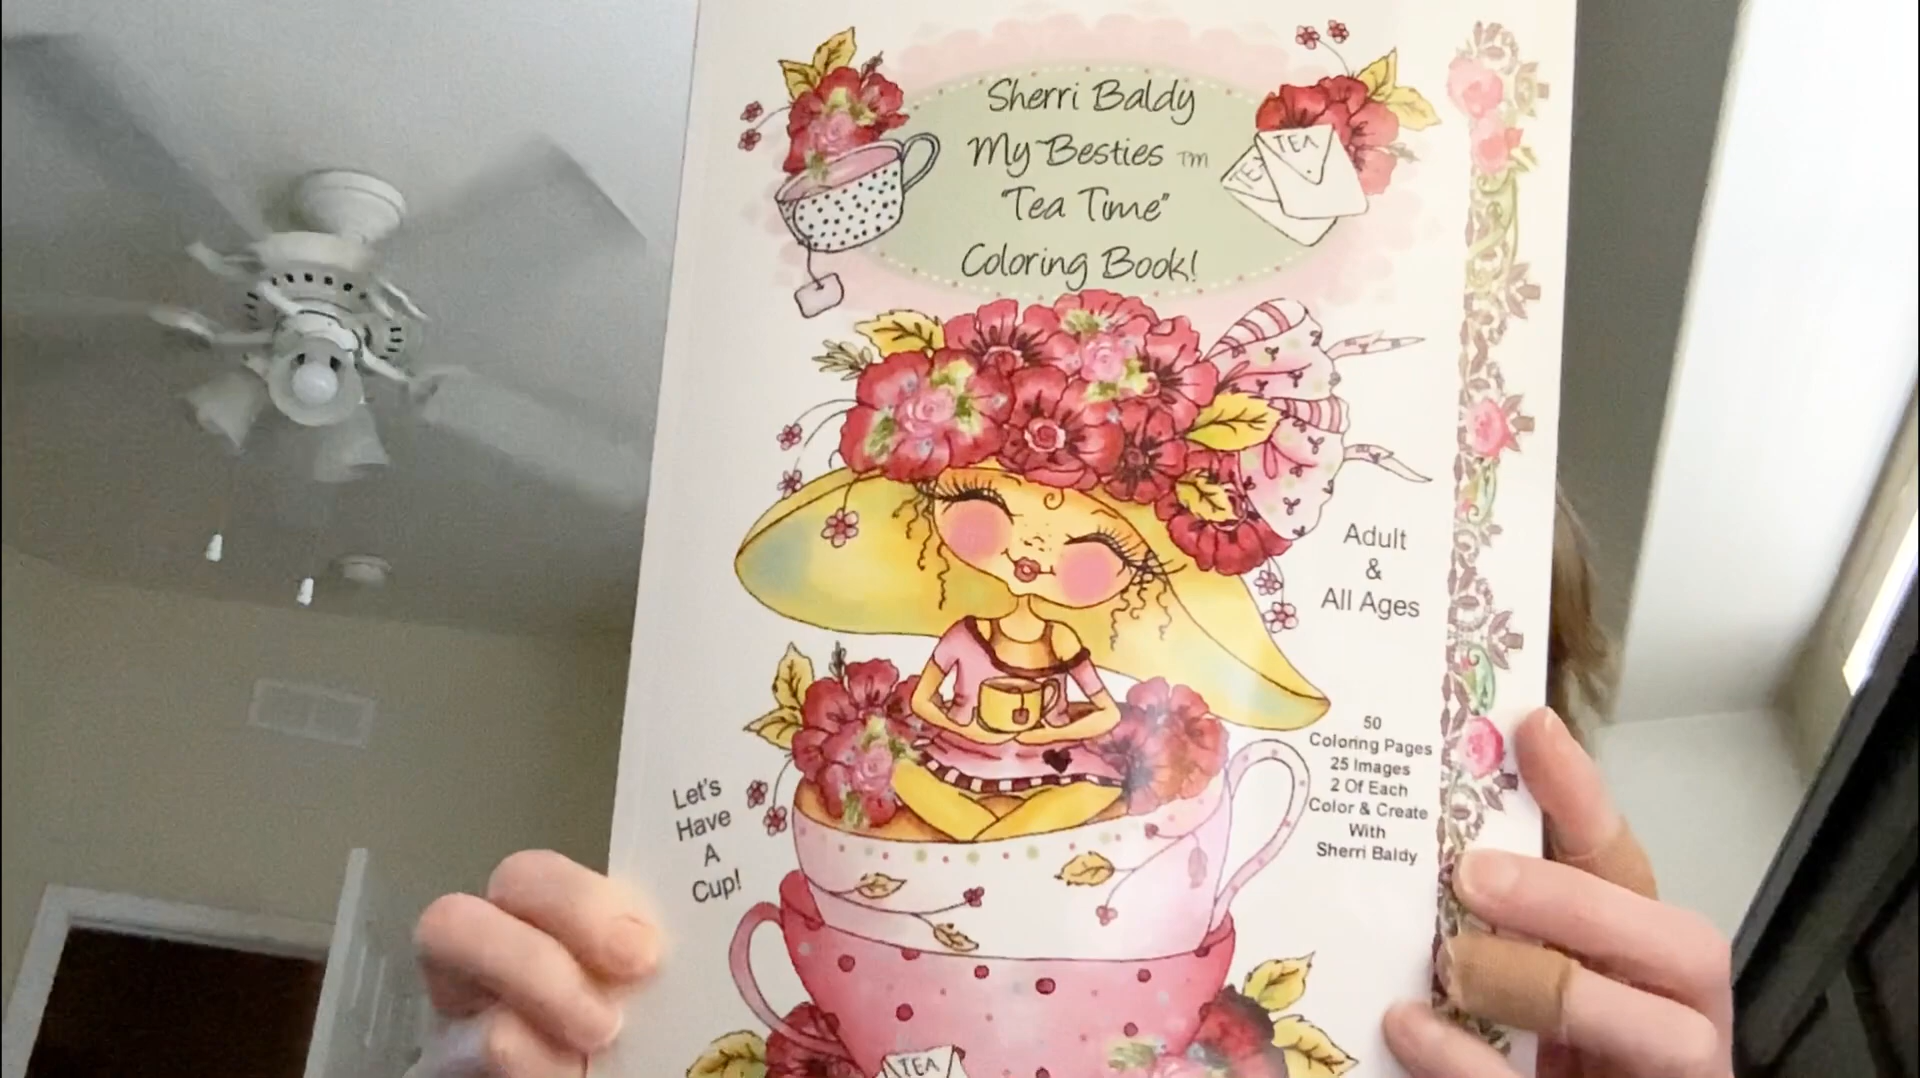 Sherri Baldy
My Besties TM
"Tea Time"
Coloring Book!
TEA
TEA
Adult
&
All Ages
50
Coloring Pages
25 Images
2 Of Each
Color & Create
With
Sherri Baldy
Let's
Have
A
Cup!
TEA